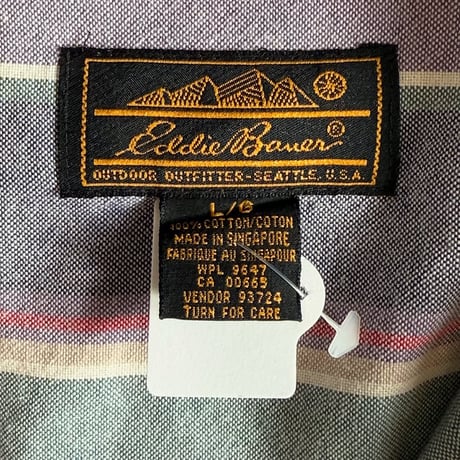 Eddie Bauer®
OUTDOOR OUTFITTER-SEATTLE, U.S.A.
L/G
100% COTTON/COTON
MADE IN SINGAPORE
FABRIQUE AU SINGAPOUR
WPL 9647
CA 00665
VENDOR 93724
TURN FOR CARE